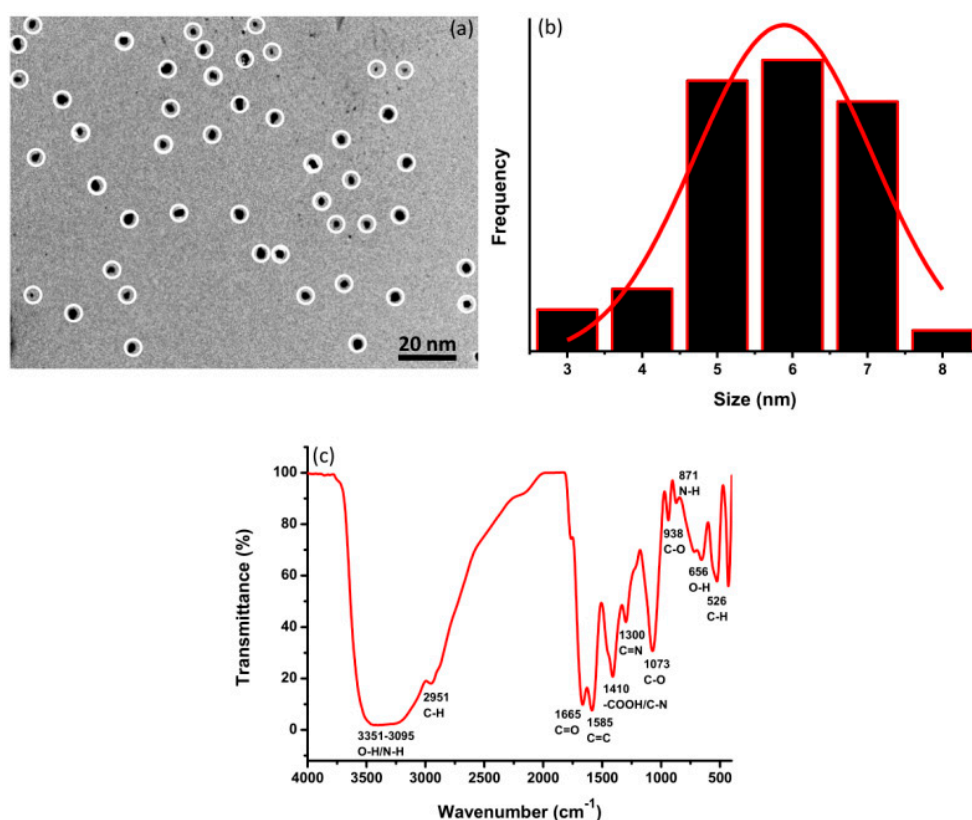 (a)
20 nm
(b)
Frequency
3 4 5 6 7 8
Size (nm)
(c)
Transmittance (%)
100
80
60
40
20
0
3351-3095
O-H/N-H
2951
C-H
1665
C=O
1585
C=C
1410
-COOH/C-N
1300
C=N
1073
C-O
938
C-O
871
N-H
656
O-H
526
C-H
4000 3500 3000 2500 2000 1500 1000 500
Wavenumber (cm⁻¹)